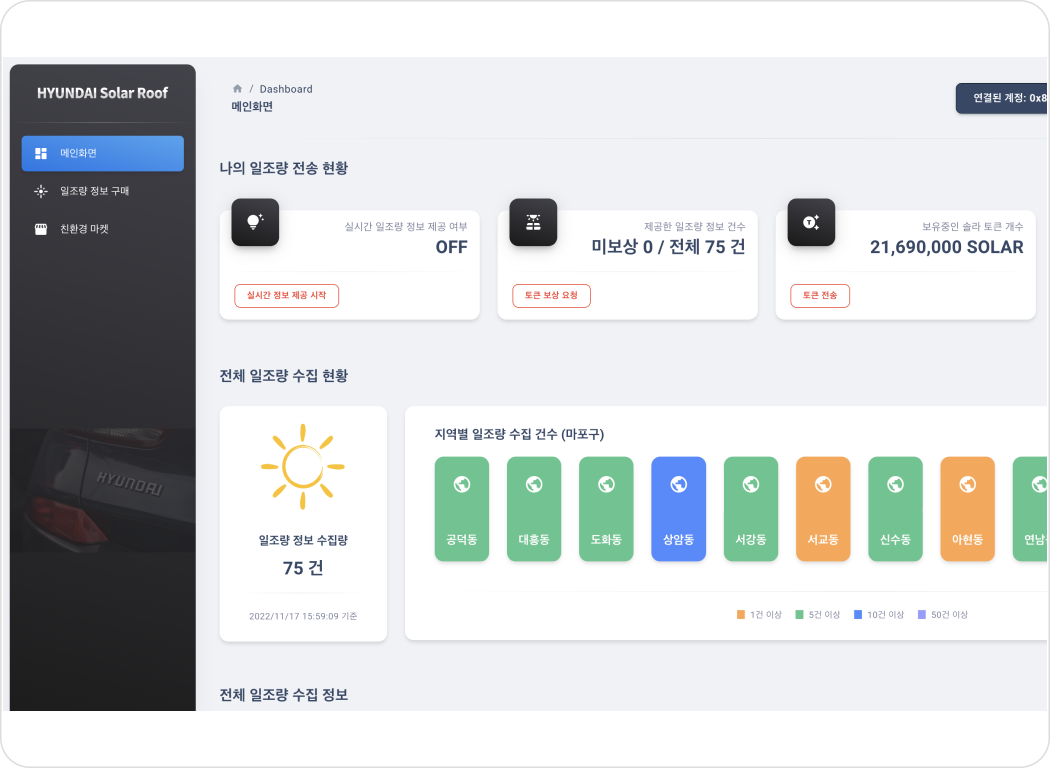 HYUNDAI Solar Roof
메인화면
일조량 정보 구매
친환경 마켓
HYUNDAI
/ Dashboard
메인화면
연결된 계정: 0x8
나의 일조량 전송 현황
실시간 일조량 정보 제공 여부
OFF
실시간 정보 제공 시작
제공한 일조량 정보 건수
미보상 0 / 전체 75 건
토큰 보상 요청
보유중인 솔라 토큰 개수
21,690,000 SOLAR
토큰 전송
전체 일조량 수집 현황
일조량 정보 수집량
75 건
2022/11/17 15:59:09 기준
지역별 일조량 수집 건수 (마포구)
공덕동
대흥동
도화동
상암동
서강동
서교동
신수동
아현동
연남
1건 이상
5건 이상
10건 이상
50건 이상
전체 일조량 수집 정보